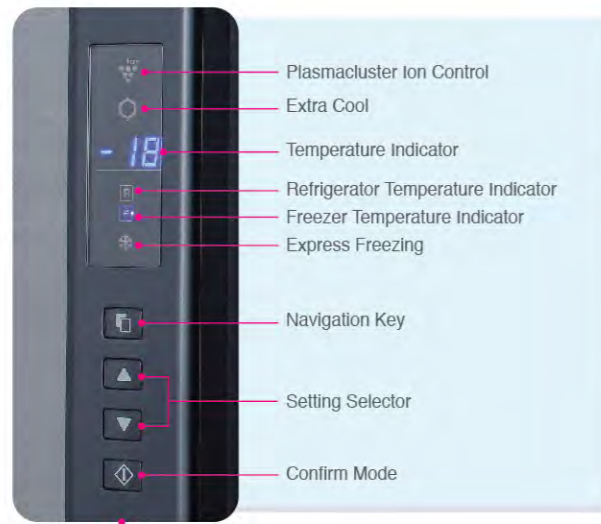 Plasmacluster Ion Control
Extra Cool
-18
Temperature Indicator
Refrigerator Temperature Indicator
Freezer Temperature Indicator
Express Freezing
Navigation Key
Setting Selector
Confirm Mode